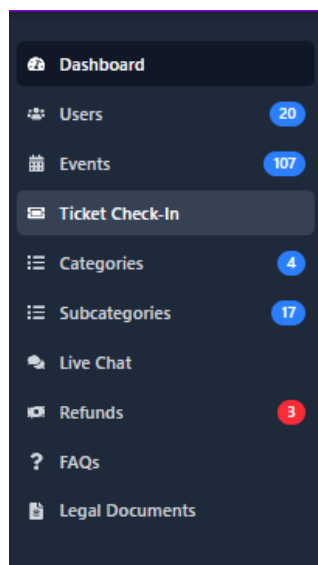 Dashboard
Users 20
Events 107
Ticket Check-In
Categories 4
Subcategories 17
Live Chat
Refunds 3
? FAQs
Legal Documents